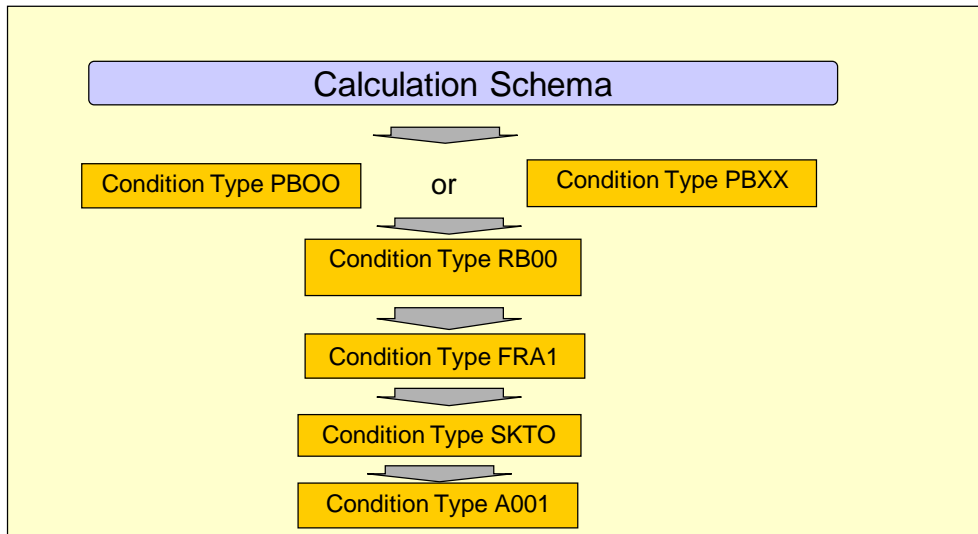 Calculation Schema
Condition Type PBOO
or
Condition Type PBXX
Condition Type RB00
Condition Type FRA1
Condition Type SKTO
Condition Type A001